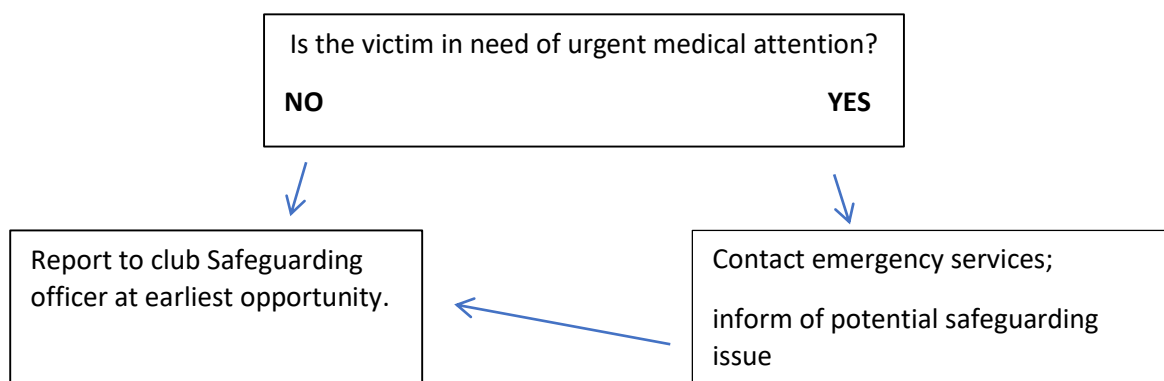 Is the victim in need of urgent medical attention?
NO YES
Report to club Safeguarding
officer at earliest opportunity.
Contact emergency services;
inform of potential safeguarding
issue